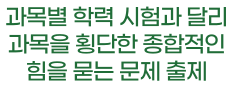 과목별 학력 시험과 달리
과목을 횡단한 종합적인
힘을 묻는 문제 출제